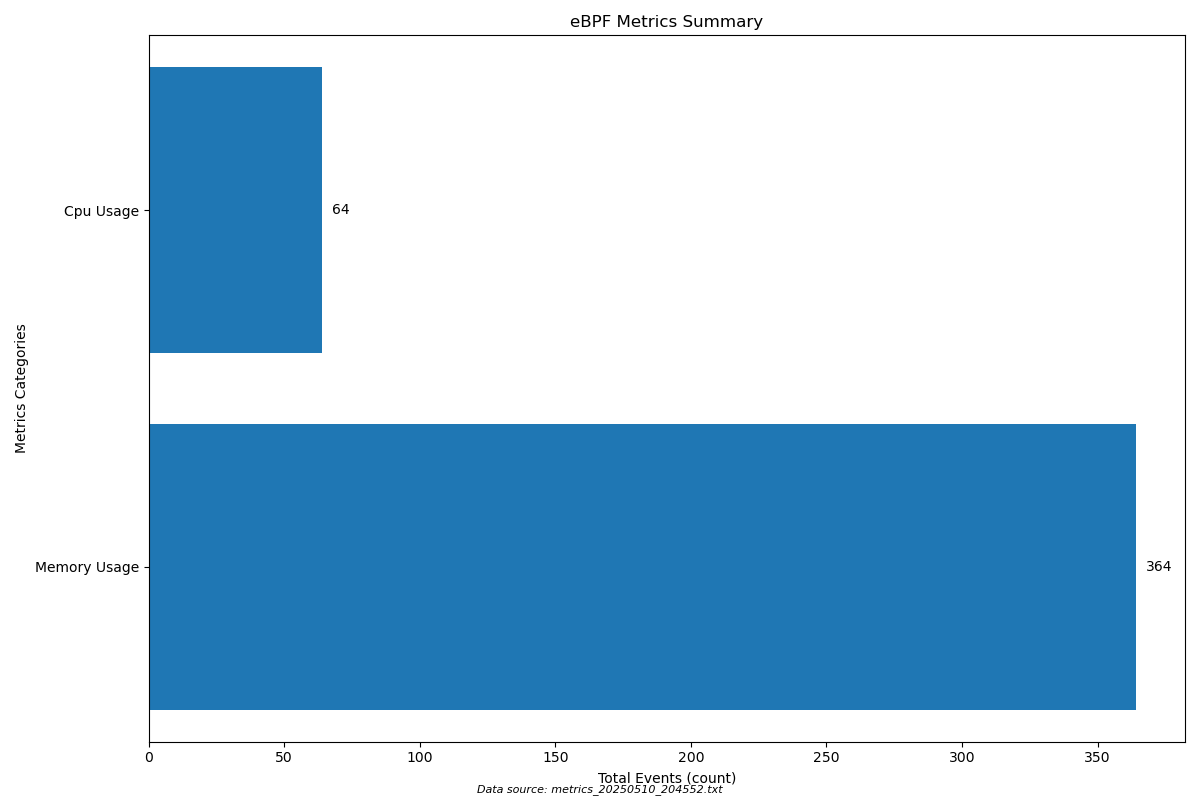 eBPF Metrics Summary
Metrics Categories
Cpu Usage
64
Memory Usage
364
0 50 100 150 200 250 300 350
Total Events (count)
Data source: metrics_20250510_204552.txt